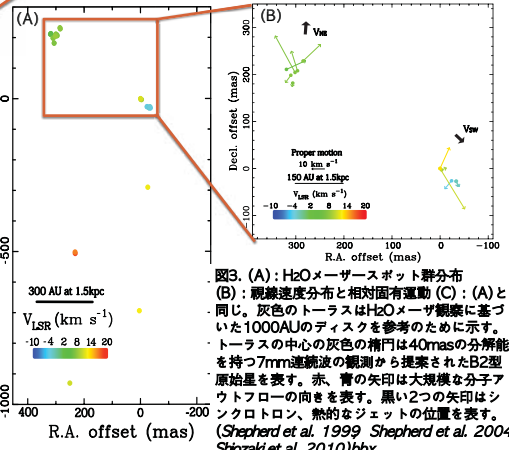 (A)
0
-500
-1000
400
200
0
-200
R.A. offset (mas)
300 AU at 1.5kpc
VLSR(km s⁻¹)
-10 -4 2 8 14 20
(B)
VNE
VSW
300
200
100
0
-100
Decl. offset (mas)
Proper motion
10 km s⁻¹
150 AU at 1.5kpc
VLSR (km s⁻¹)
-10 -4 2 8 14 20
300
200
100
0
-100
R.A. offset (mas)
図3. (A) : H2Oメーザースポット群分布
(B) : 視線速度分布と相対固有運動 (C) : (A)と
同じ。灰色のトーラスはH2Oメーザ観察に基づ
いた1000AUのディスクを参考のために示す。
トーラスの中心の灰色の楕円は40masの分解能
を持つ7mm連続波の観測から提案されたB2型
原始星を表す。赤、青の矢印は大規模な分子ア
ウトフローの向きを表す。黒い2つの矢印はシ
ンクロトロン、熱的なジェットの位置を表す。
(Shepherd et al. 1999, Shepherd et al. 2004,
Shiozaki et al. 2010)bbx